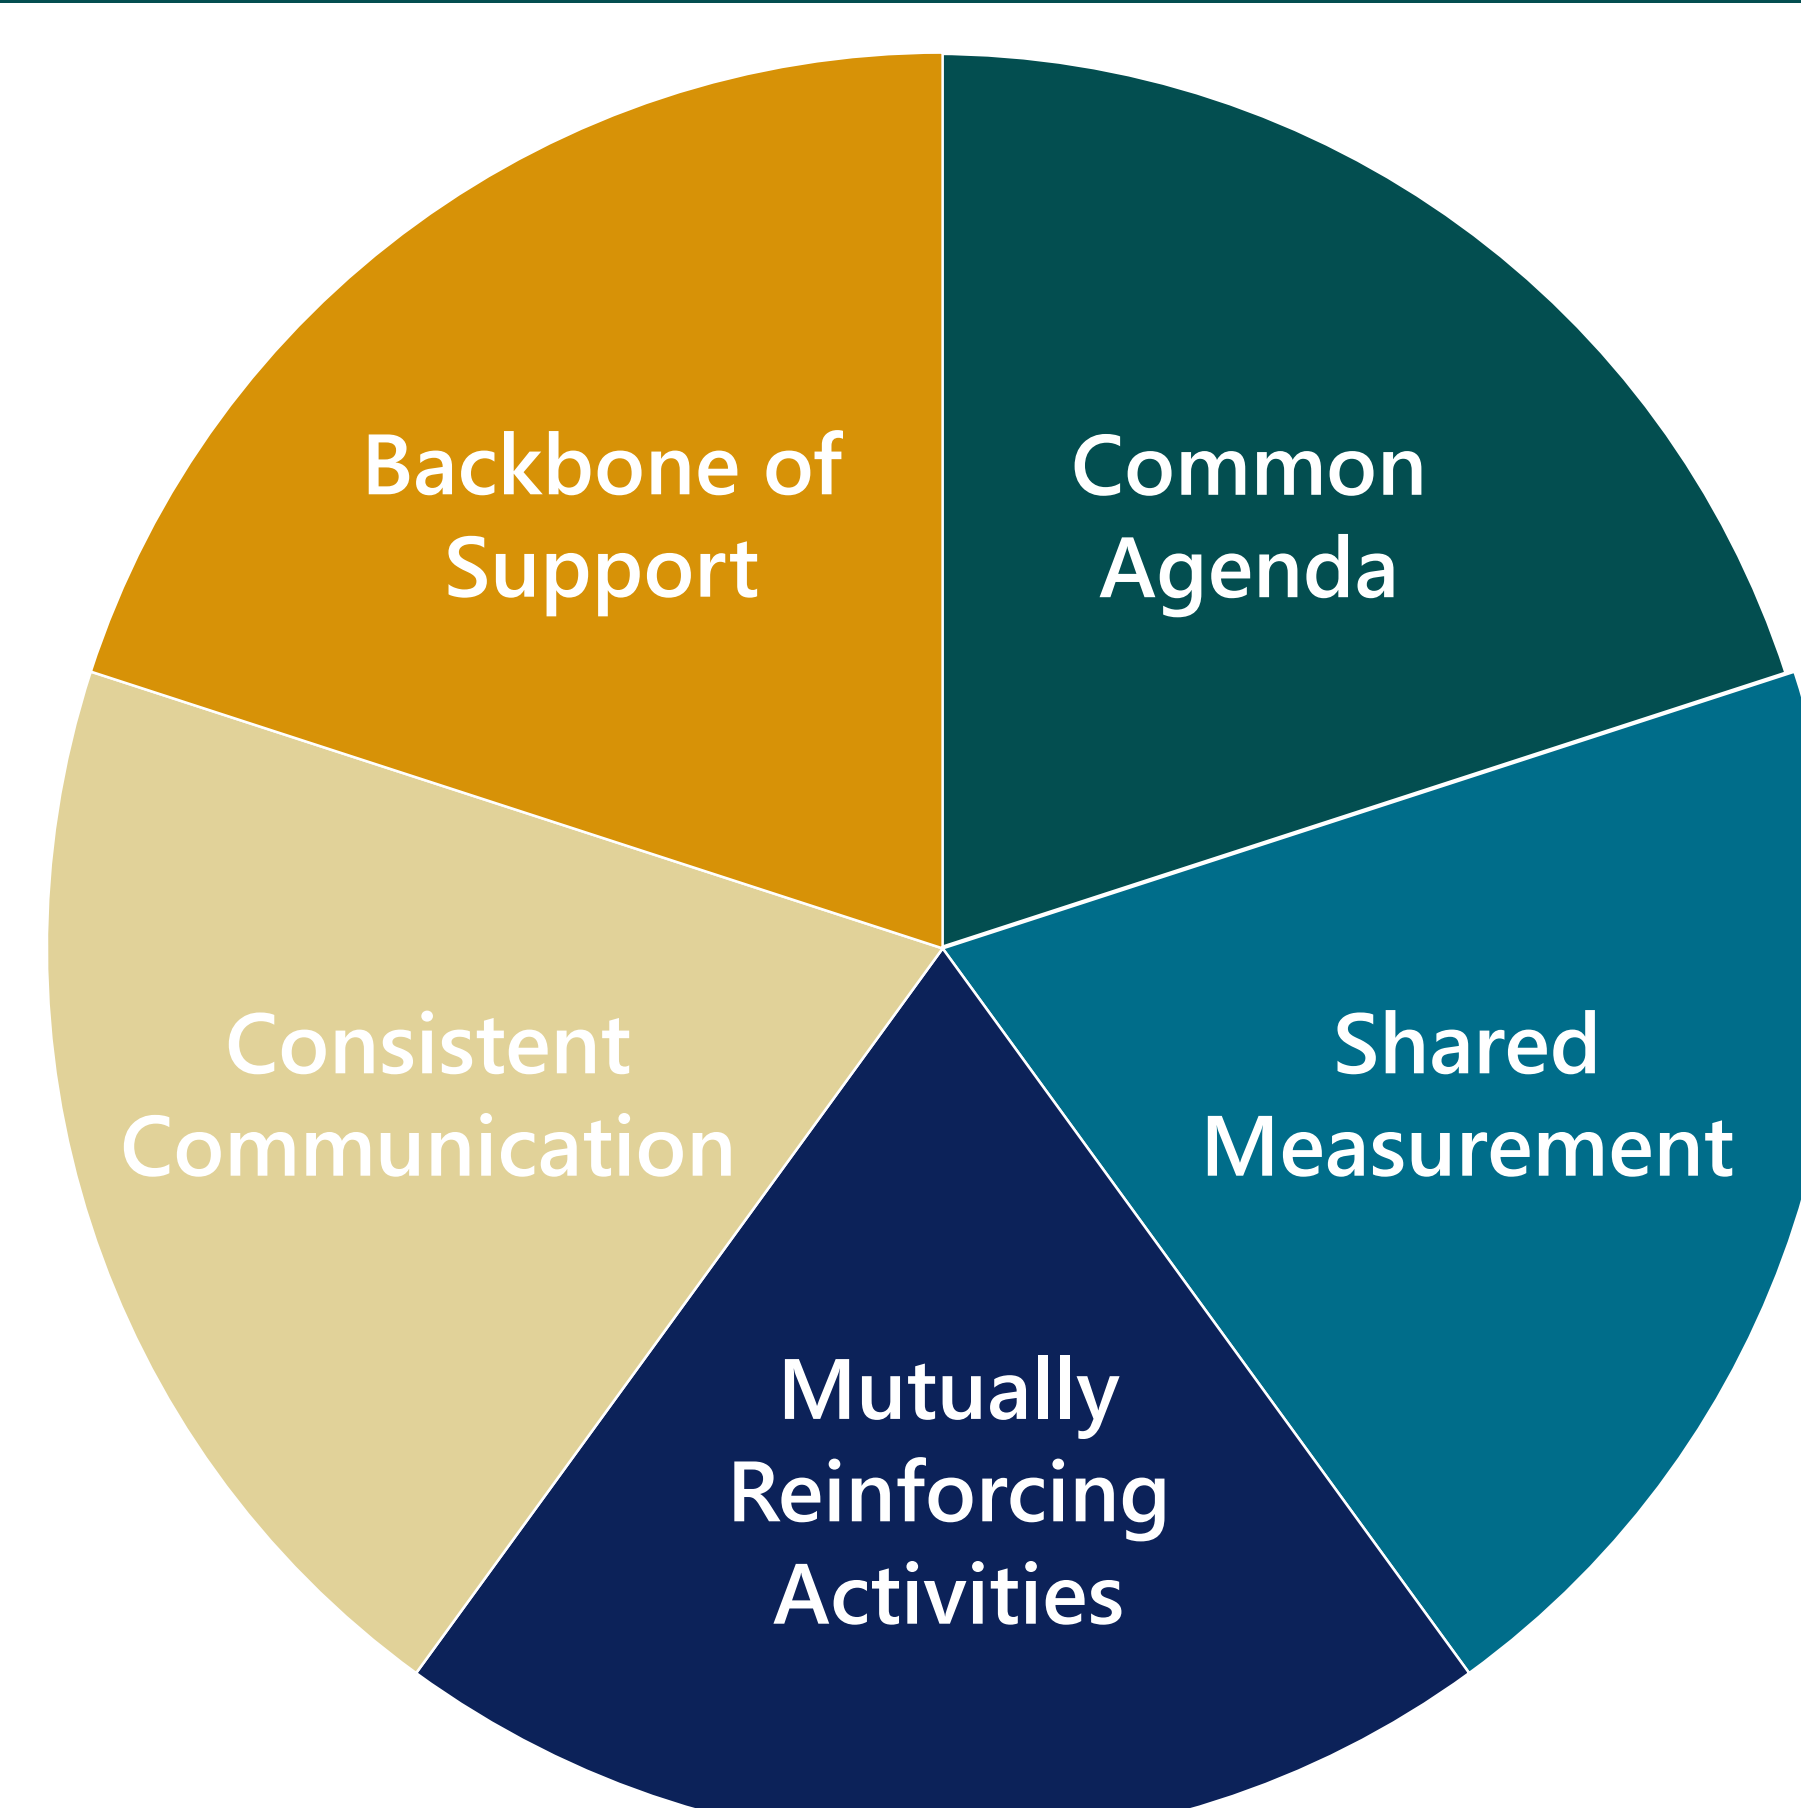 Backbone of
Support
Common
Agenda
Consistent
Communication
Shared
Measurement
Mutually
Reinforcing
Activities